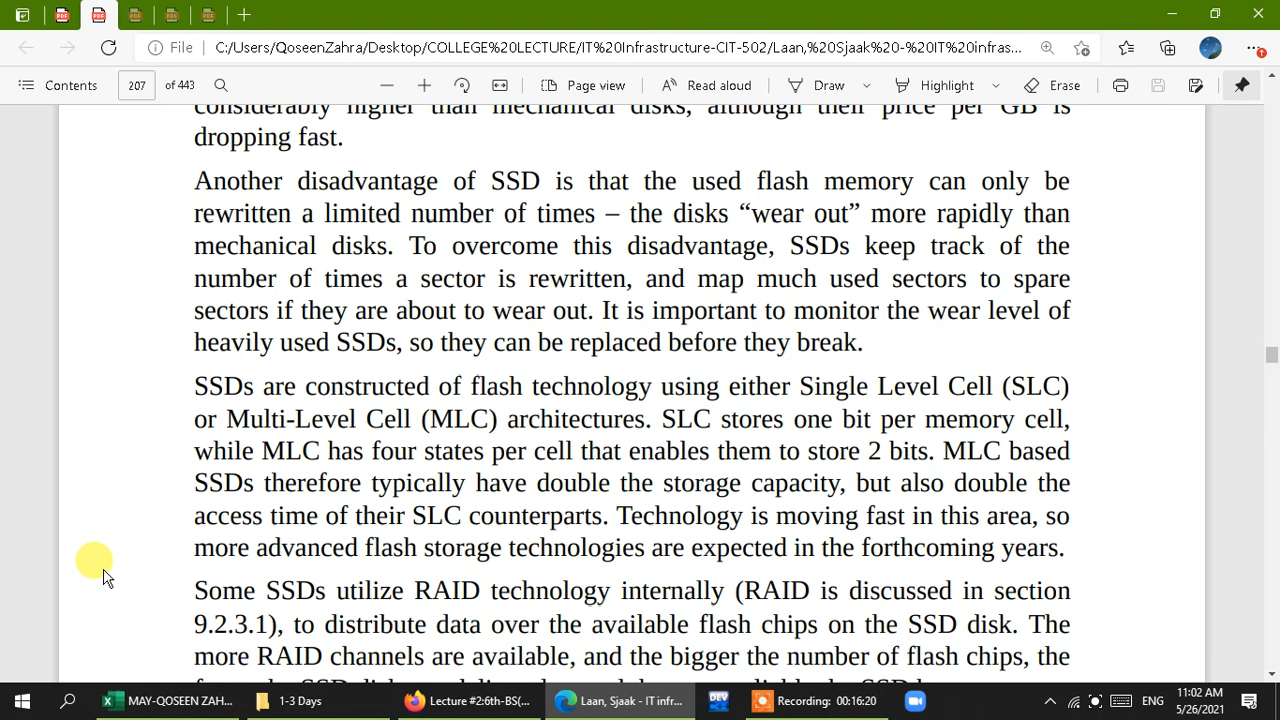 File
C:/Users/QoseenZahra/Desktop/COLLEGE%20LECTURE/IT%20Infrastructure-CIT-502/Laan,%20Sjaak%20-%20IT%20infras...
Contents
207
of 443
Page view
Read aloud
Draw
Highlight
Erase
considerably higher than mechanical disks, although their price per GB is
dropping fast.
Another disadvantage of SSD is that the used flash memory can only be
rewritten a limited number of times – the disks “wear out” more rapidly than
mechanical disks. To overcome this disadvantage, SSDs keep track of the
number of times a sector is rewritten, and map much used sectors to spare
sectors if they are about to wear out. It is important to monitor the wear level of
heavily used SSDs, so they can be replaced before they break.
SSDs are constructed of flash technology using either Single Level Cell (SLC)
or Multi-Level Cell (MLC) architectures. SLC stores one bit per memory cell,
while MLC has four states per cell that enables them to store 2 bits. MLC based
SSDs therefore typically have double the storage capacity, but also double the
access time of their SLC counterparts. Technology is moving fast in this area, so
more advanced flash storage technologies are expected in the forthcoming years.
Some SSDs utilize RAID technology internally (RAID is discussed in section
9.2.3.1), to distribute data over the available flash chips on the SSD disk. The
more RAID channels are available, and the bigger the number of flash chips, the
MAY-QOSEEN ZAH...
1-3 Days
Lecture #2:6th-BS(...
Laan, Sjaak - IT infr...
DEV
Recording: 00:16:20
ENG
11:02 AM
5/26/2021